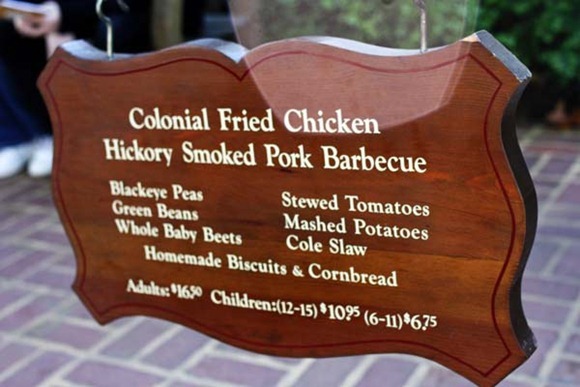 Colonial Fried Chicken
Hickory Smoked Pork Barbecue
Blackeye Peas
Green Beans
Whole Baby Beets
Stewed Tomatoes
Mashed Potatoes
Cole Slaw
Homemade Biscuits & Cornbread
Adults: $16.50 Children:(12-15) $10.95 (6-11) $6.75